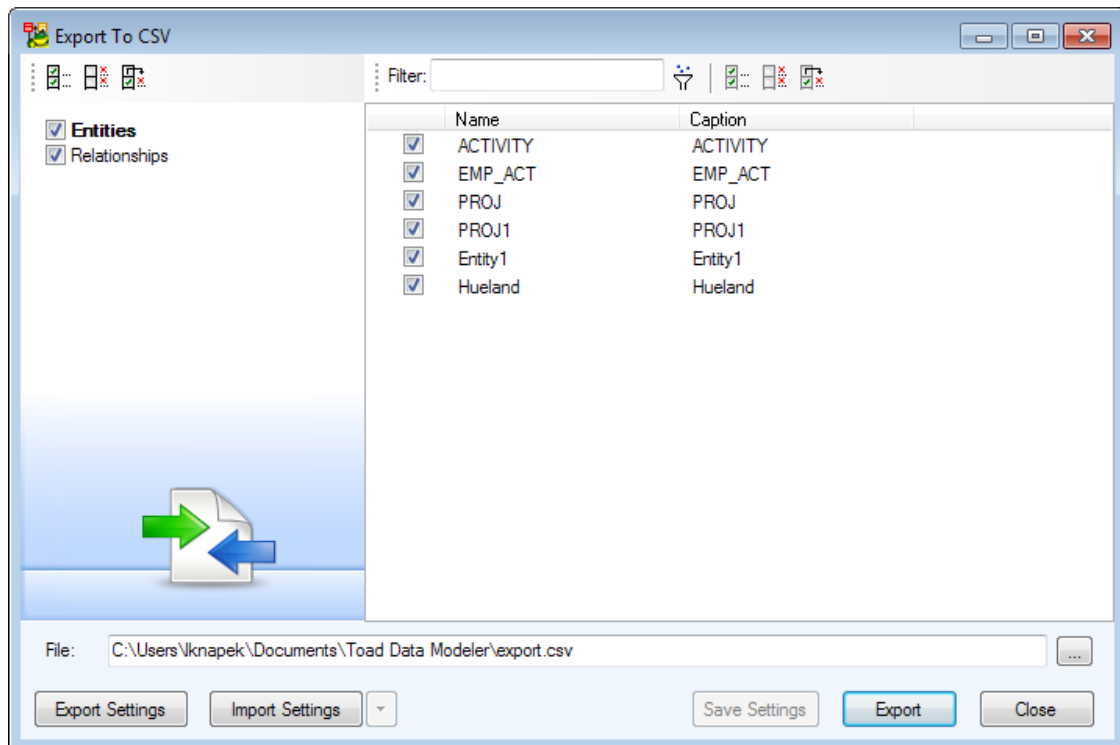 Export To CSV
Filter:
Entities
Relationships
Name Caption
ACTIVITY ACTIVITY
EMP_ACT EMP_ACT
PROJ PROJ
PROJ1 PROJ1
Entity1 Entity1
Hueland Hueland
File: C:\Users\lknapek\Documents\Toad Data Modeler\export.csv ...
Export Settings Import Settings Save Settings Export Close